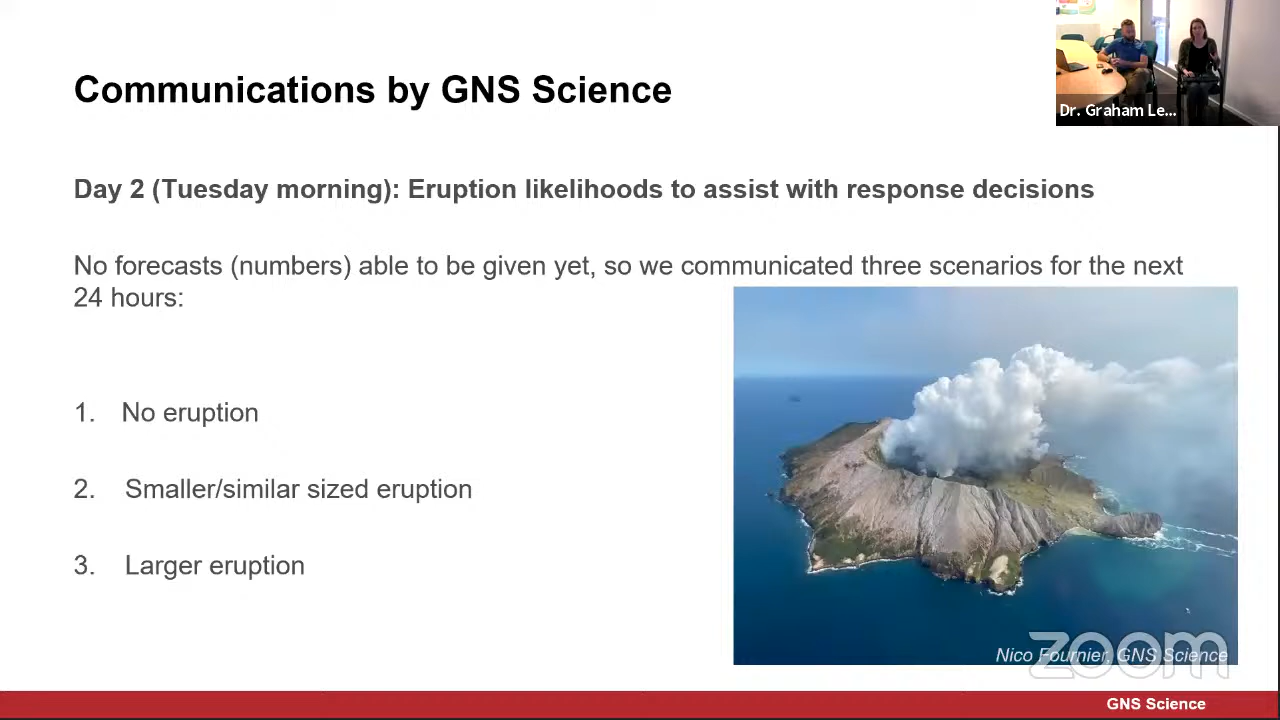 Communications by GNS Science
Dr. Graham Le...
Day 2 (Tuesday morning): Eruption likelihoods to assist with response decisions
No forecasts (numbers) able to be given yet, so we communicated three scenarios for the next
24 hours:
1. No eruption
2. Smaller/similar sized eruption
3. Larger eruption
Nico Fournier, GNS Science
zoom
GNS Science